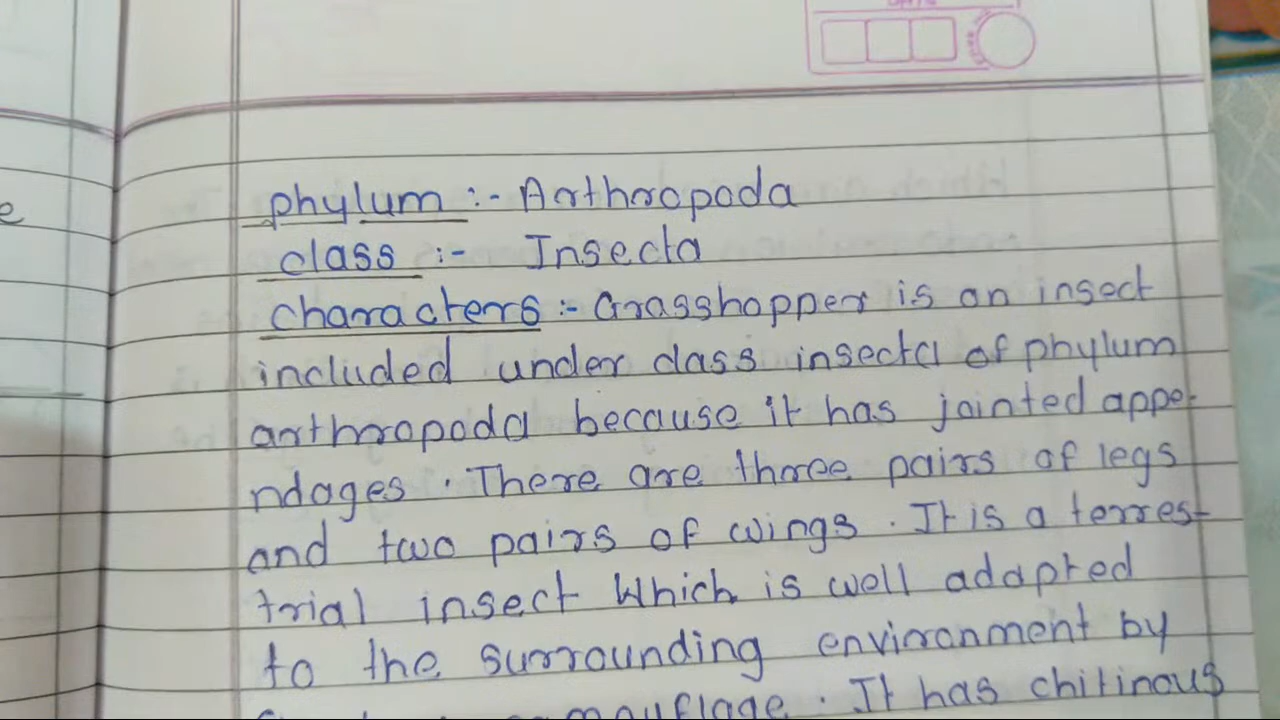 e
phylum :- Arthropoda
class :- Insecta
characters :- Grasshopper is an insect
included under class insecta of phylum
arthropoda because it has jointed appe-
ndages. There are three pairs of legs
and two pairs of wings. It is a terres-
trial insect Which is well adapted
to the surrounding environment by
camouflage. It has chitinous